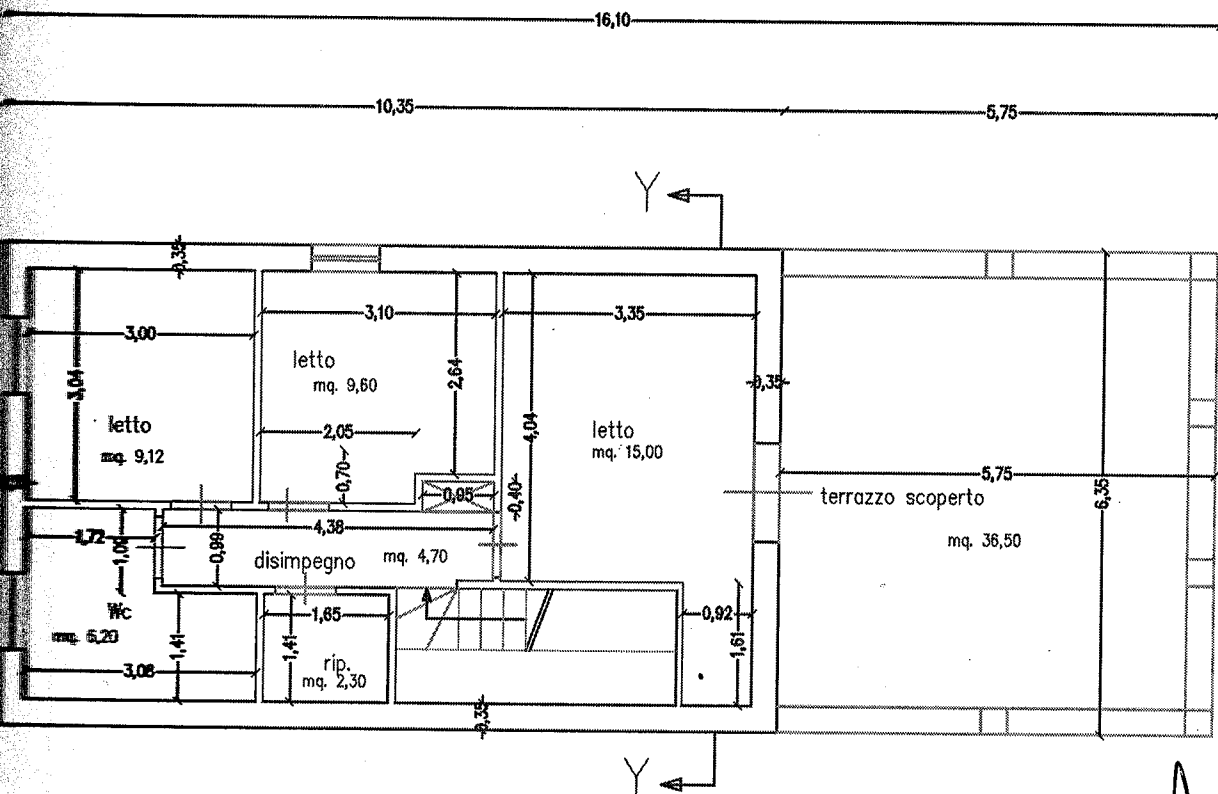 16,10
10,35
5,75
Y
0,35
3,00
3,10
3,35
3,04
letto
mq. 9,60
2,64
0,35
letto
mq. 9,12
2,05
0,70
4,04
letto
mq. 15,00
0,95
0,40
5,75
6,35
terrazzo scoperto
mq. 36,50
1,72
1,09
0,99
4,38
disimpegno
mq. 4,70
Wc
mq. 6,20
1,41
3,08
1,65
1,41
rip.
mq. 2,30
0,92
1,61
0,35
Y